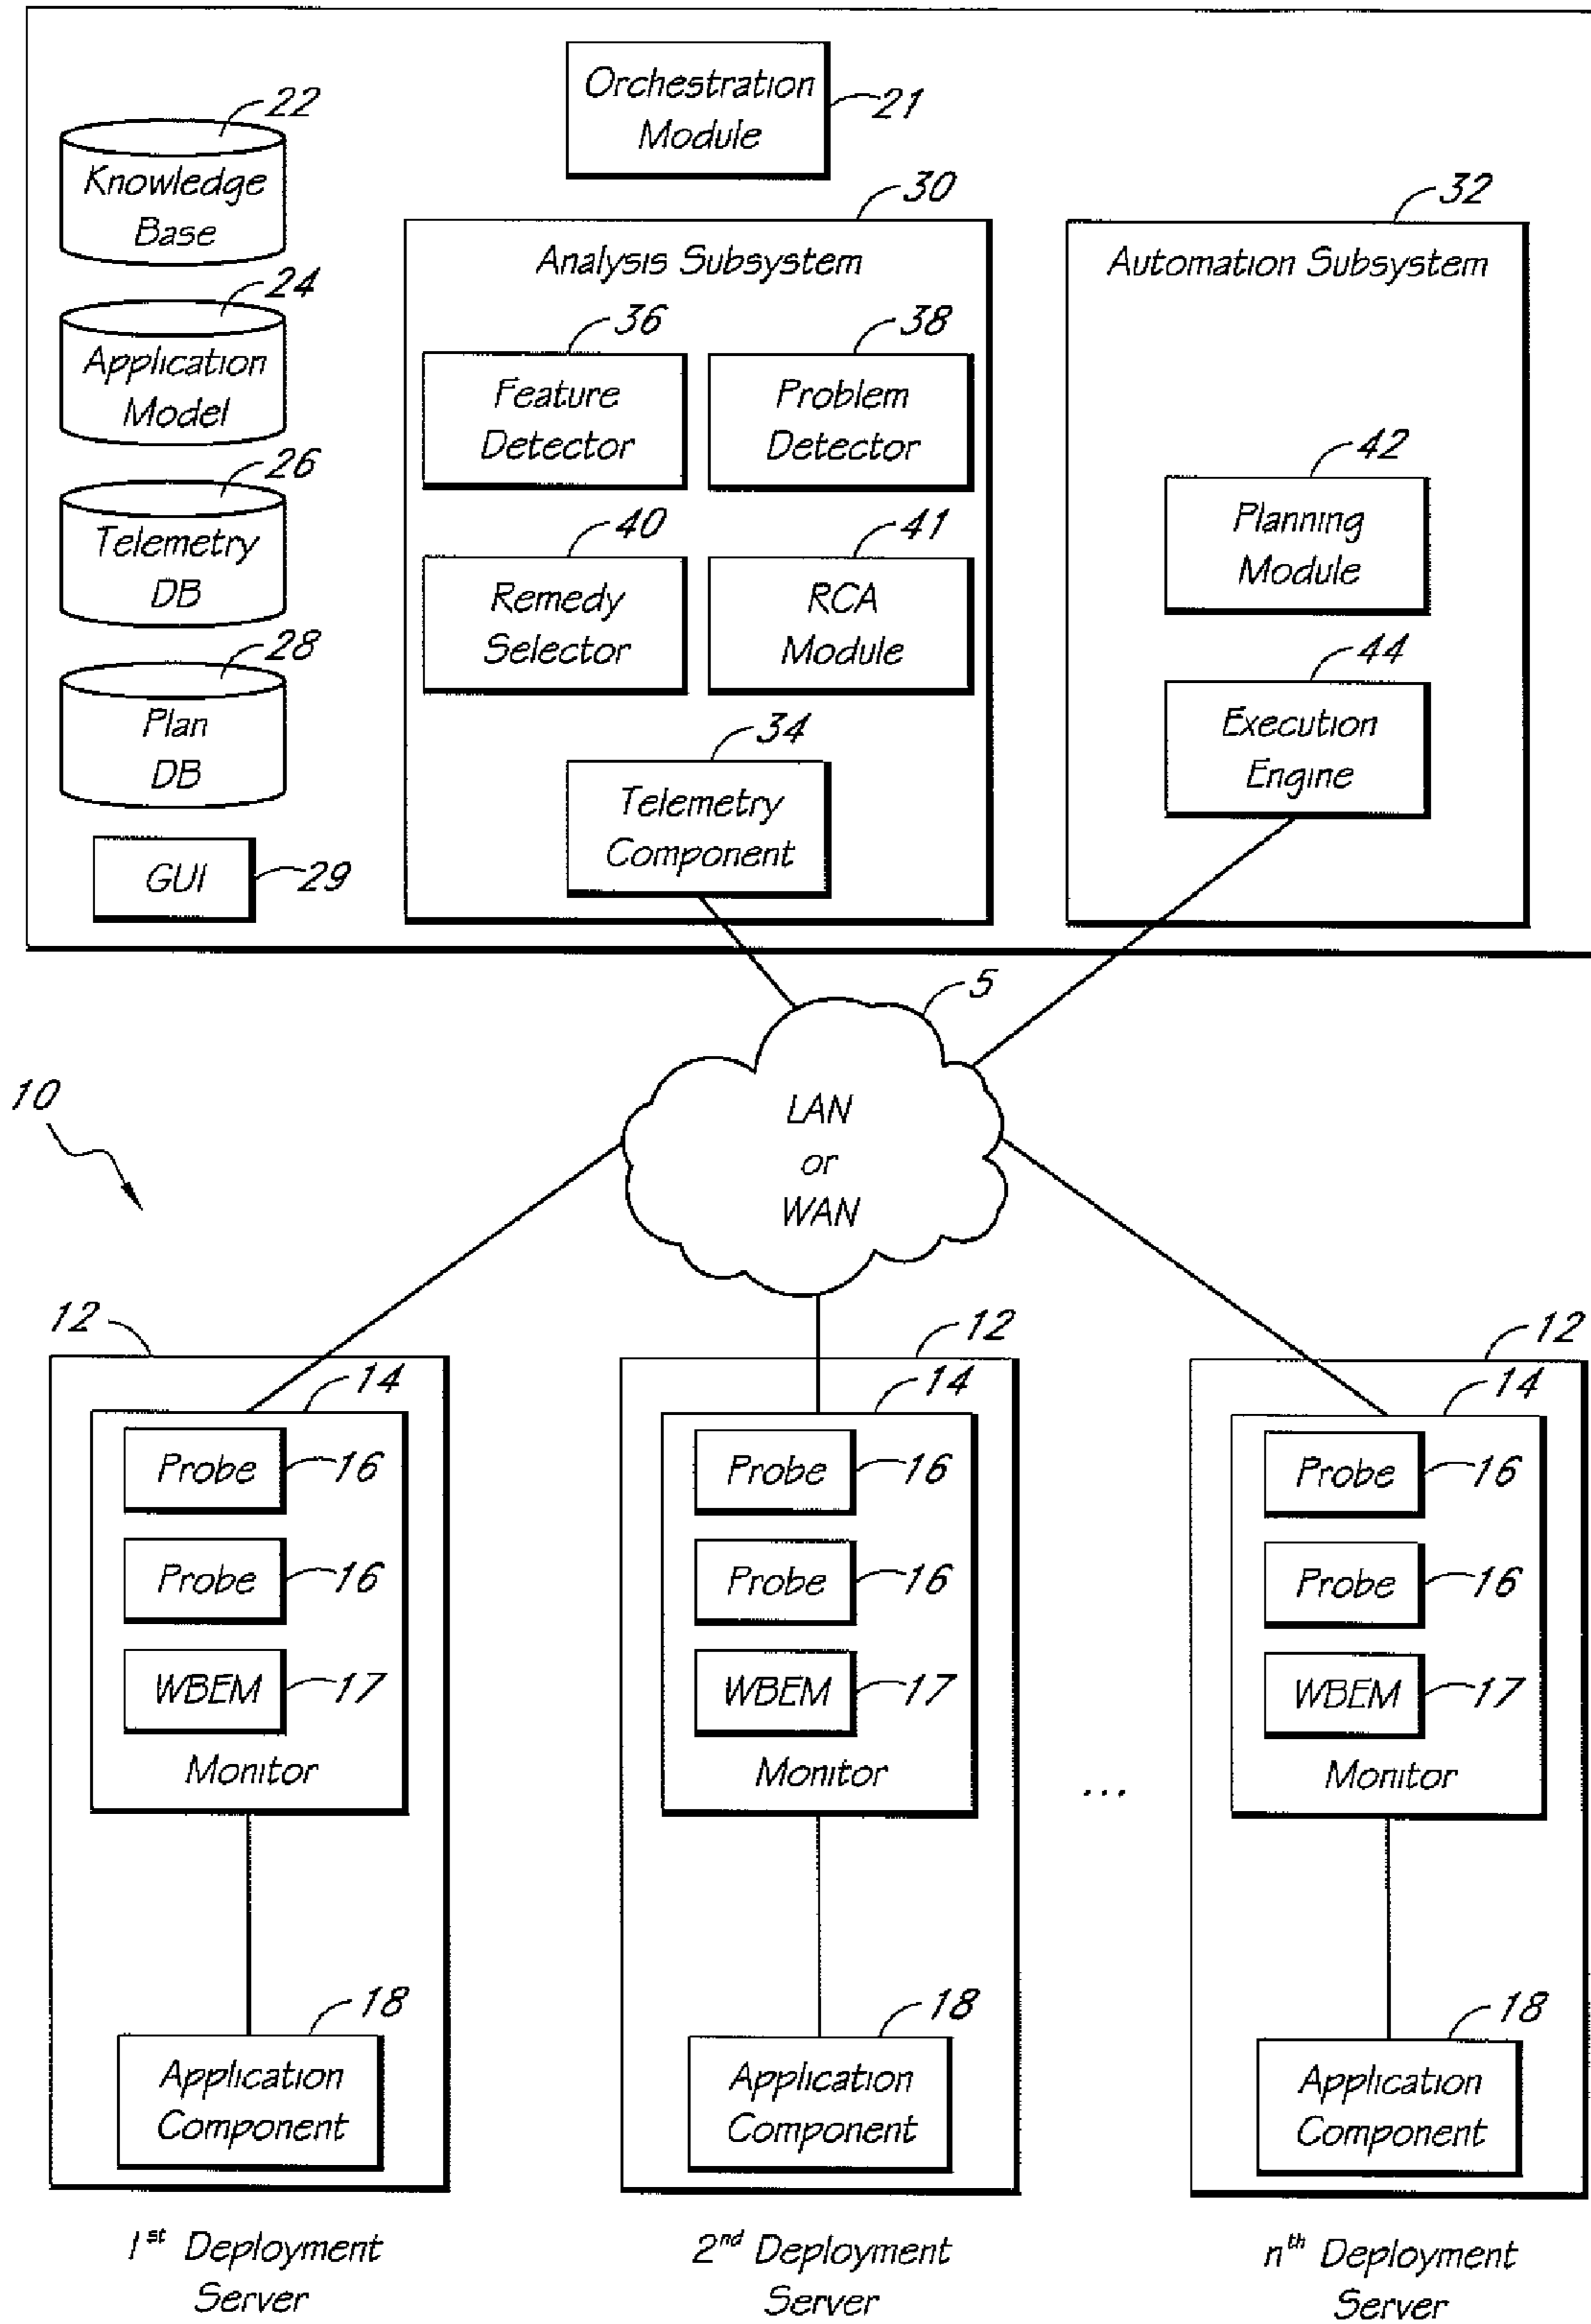 Orchestration
Module
21
22
Knowledge
Base
24
Application
Model
26
Telemetry
DB
28
Plan
DB
GUI
29
30
Analysis Subsystem
36
Feature
Detector
38
Problem
Detector
40
Remedy
Selector
41
RCA
Module
34
Telemetry
Component
32
Automation Subsystem
42
Planning
Module
44
Execution
Engine
5
LAN
or
WAN
10
12
14
Probe
16
Probe
16
WBEM
17
Monitor
18
Application
Component
1st Deployment
Server
12
14
Probe
16
Probe
16
WBEM
17
Monitor
18
Application
Component
2nd Deployment
Server
...
12
14
Probe
16
Probe
16
WBEM
17
Monitor
18
Application
Component
nth Deployment
Server